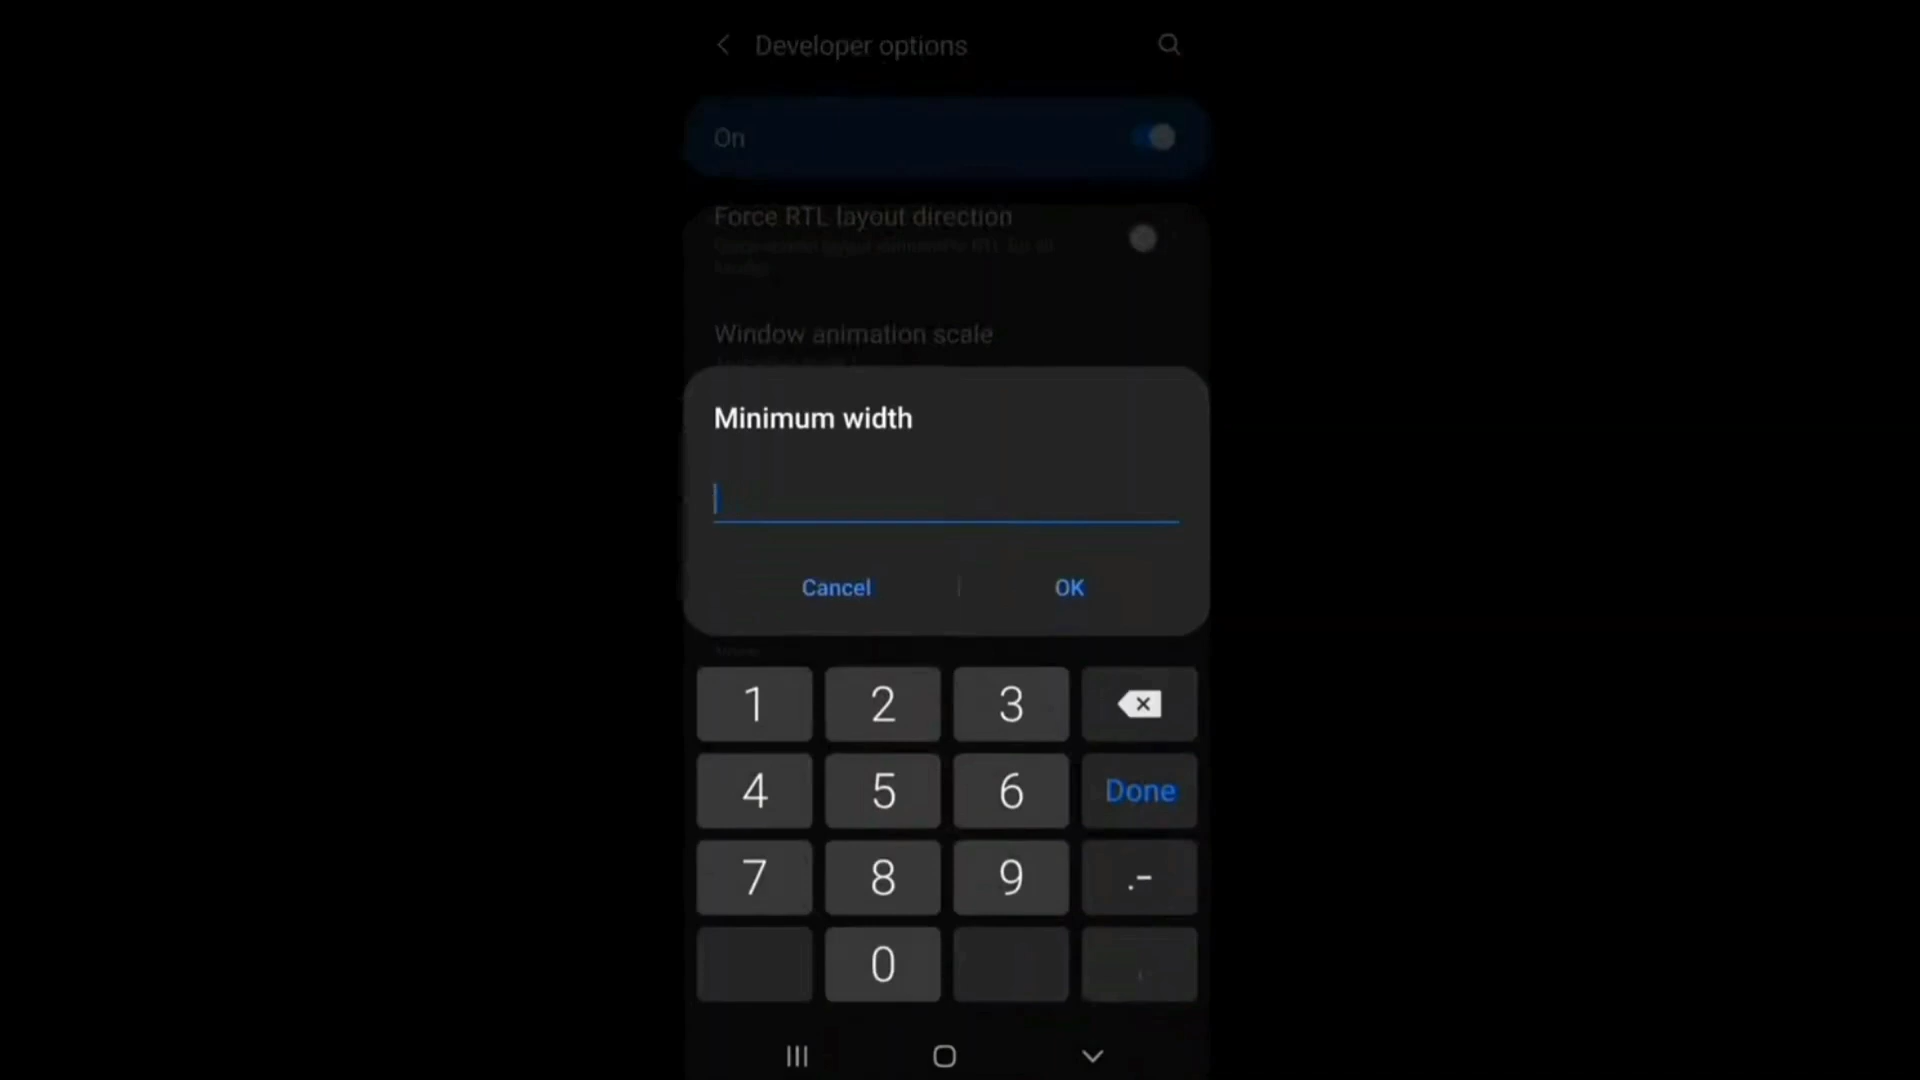 Developer options
On
Force RTL layout direction
Window animation scale
Minimum width
Cancel
OK
1 2 3
4 5 6 Done
7 8 9 .-
0 ,